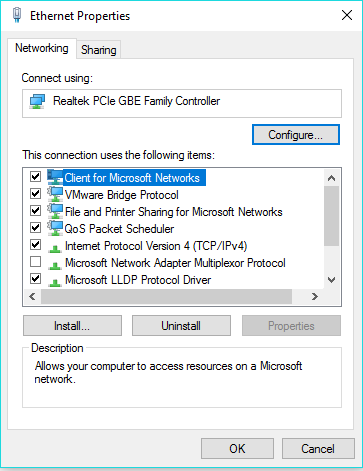 Ethernet Properties
Networking
Sharing
Connect using:
Realtek PCIe GBE Family Controller
Configure...
This connection uses the following items:
Client for Microsoft Networks
VMware Bridge Protocol
File and Printer Sharing for Microsoft Networks
QoS Packet Scheduler
Internet Protocol Version 4 (TCP/IPv4)
Microsoft Network Adapter Multiplexor Protocol
Microsoft LLDP Protocol Driver
Install...
Uninstall
Properties
Description
Allows your computer to access resources on a Microsoft
network.
OK
Cancel